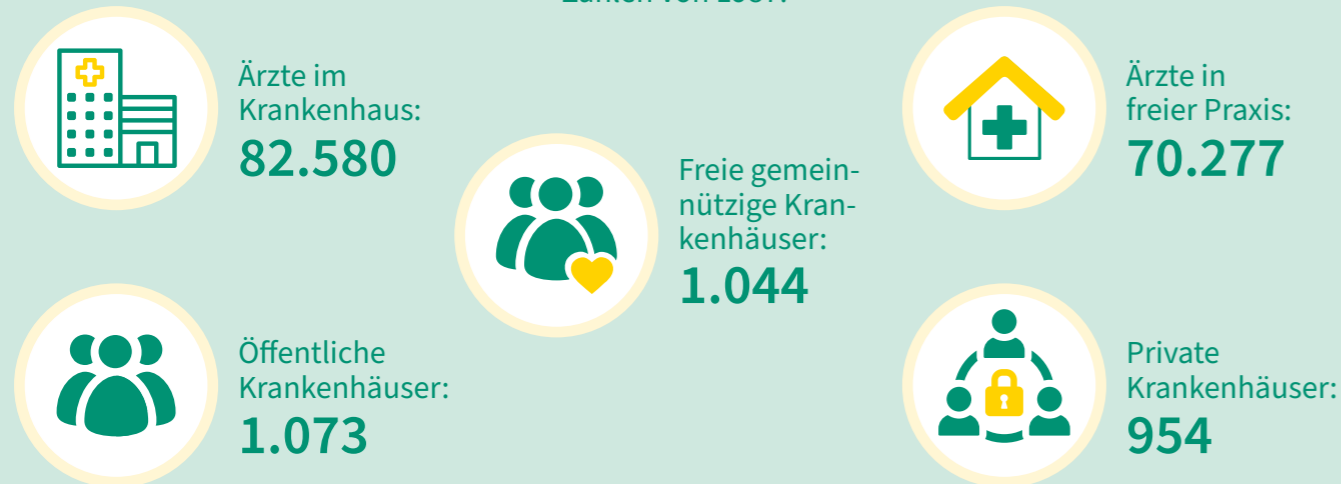 Ärzte im
Krankenhaus:
82.580
Ärzte in
freier Praxis:
70.277
Freie gemein-
nützige Kran-
kenhäuser:
1.044
Öffentliche
Krankenhäuser:
1.073
Private
Krankenhäuser:
954